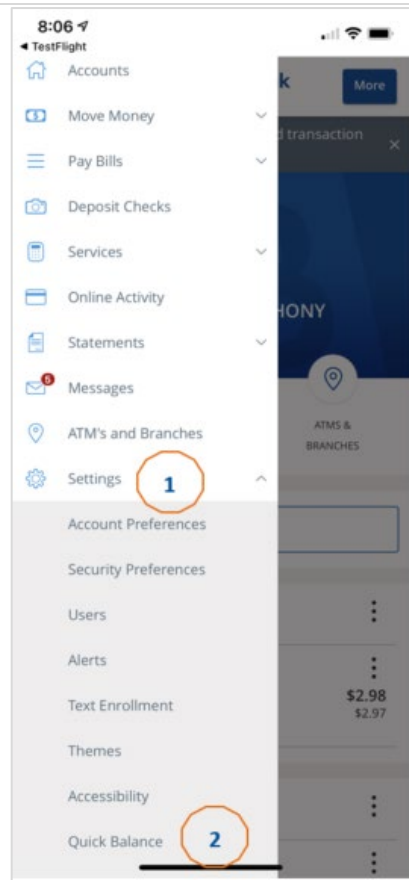 8:06
◄ TestFlight
Accounts
k
More
Move Money
d transaction
Pay Bills
Deposit Checks
Services
Online Activity
HONY
Statements
5
Messages
ATM's and Branches
ATMS &
BRANCHES
Settings
1
Account Preferences
Security Preferences
Users
Alerts
$2.98
Text Enrollment
$2.97
Themes
Accessibility
Quick Balance
2